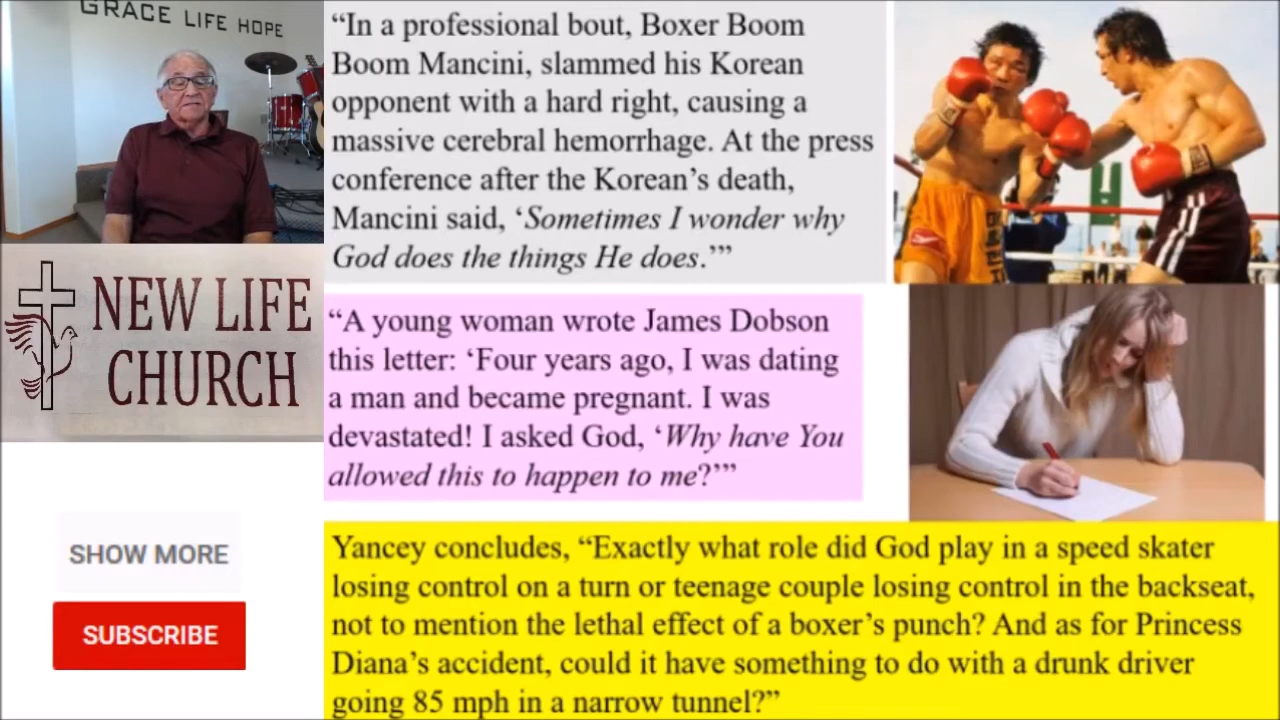 GRACE LIFE HOPE
“In a professional bout, Boxer Boom
Boom Mancini, slammed his Korean
opponent with a hard right, causing a
massive cerebral hemorrhage. At the press
conference after the Korean’s death,
Mancini said, ‘Sometimes I wonder why
God does the things He does.’”
NEW LIFE
CHURCH
“A young woman wrote James Dobson
this letter: ‘Four years ago, I was dating
a man and became pregnant. I was
devastated! I asked God, ‘Why have You
allowed this to happen to me?’”
SHOW MORE
SUBSCRIBE
Yancey concludes, “Exactly what role did God play in a speed skater
losing control on a turn or teenage couple losing control in the backseat,
not to mention the lethal effect of a boxer’s punch? And as for Princess
Diana’s accident, could it have something to do with a drunk driver
going 85 mph in a narrow tunnel?”